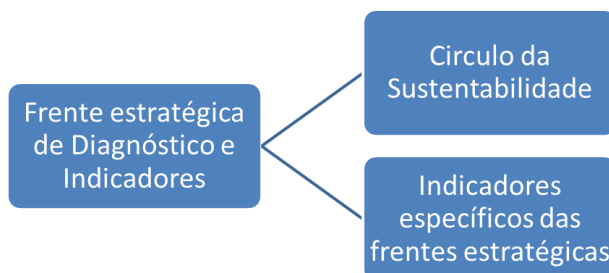 Frente estratégica
de Diagnóstico e
Indicadores
Circulo da
Sustentabilidade
Indicadores
específicos das
frentes estratégicas